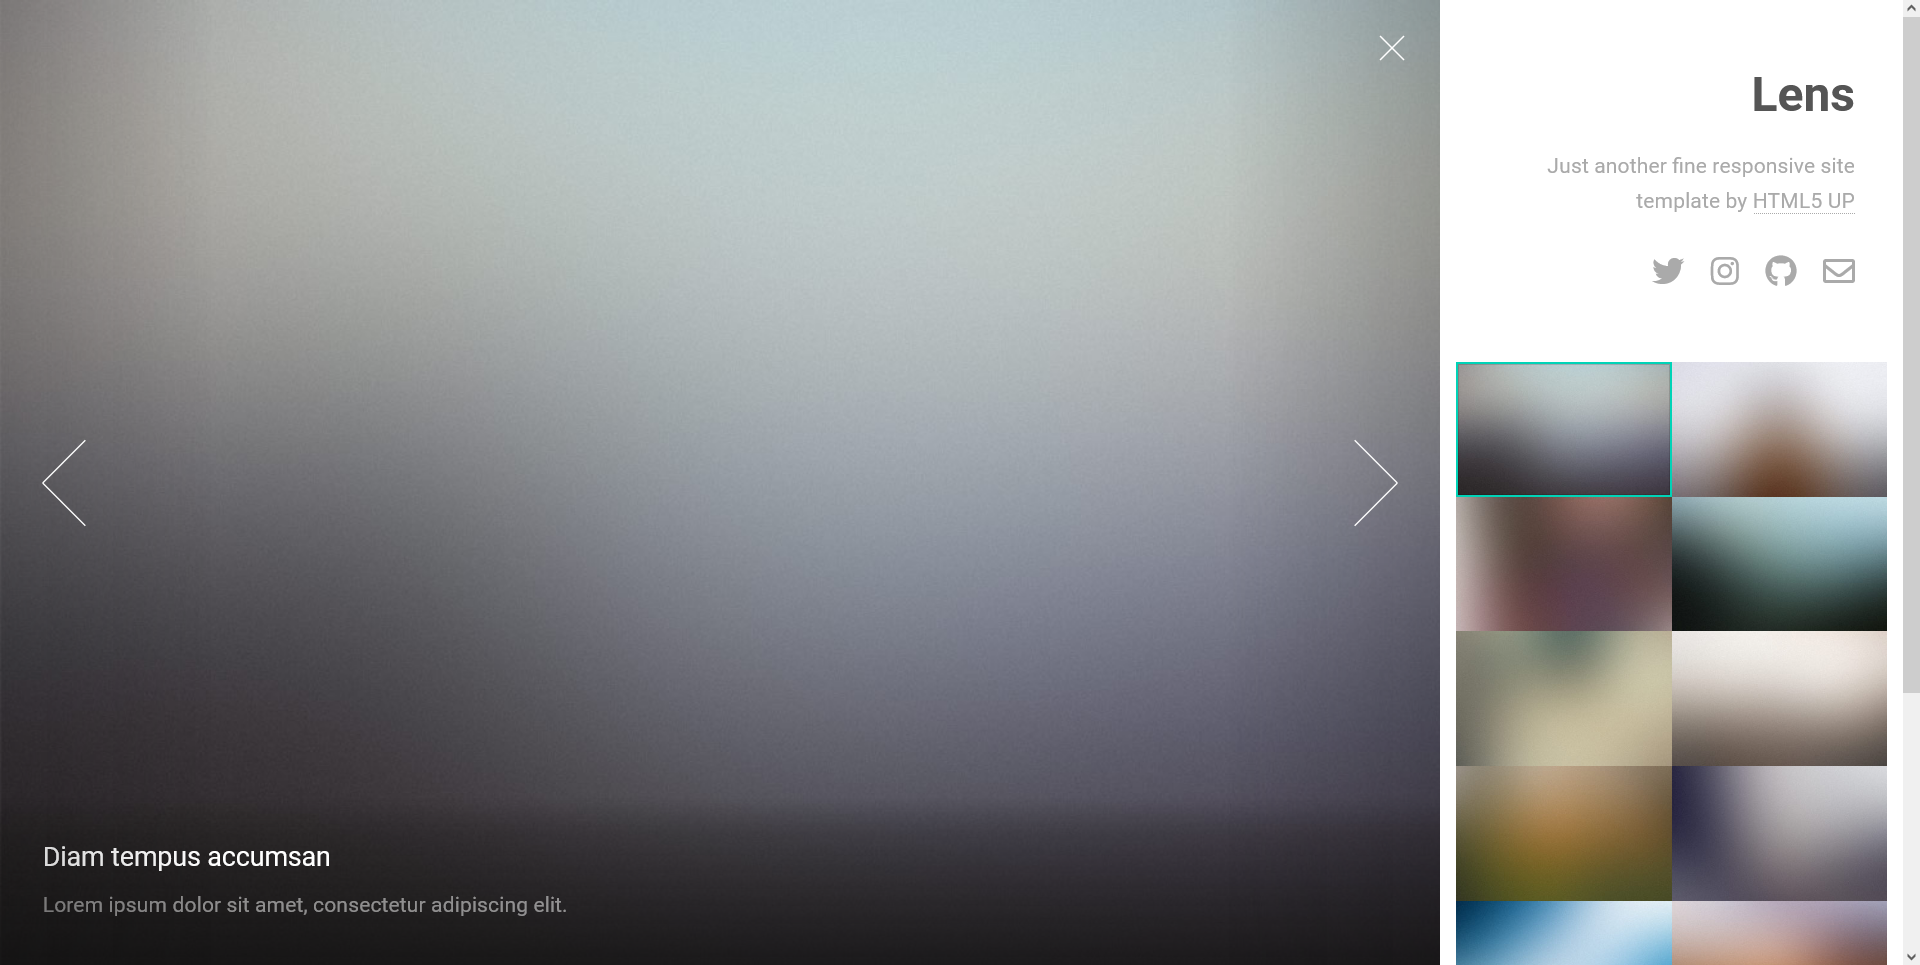 Lens
Just another fine responsive site
template by HTML5 UP
Diam tempus accumsan
Lorem ipsum dolor sit amet, consectetur adipiscing elit.